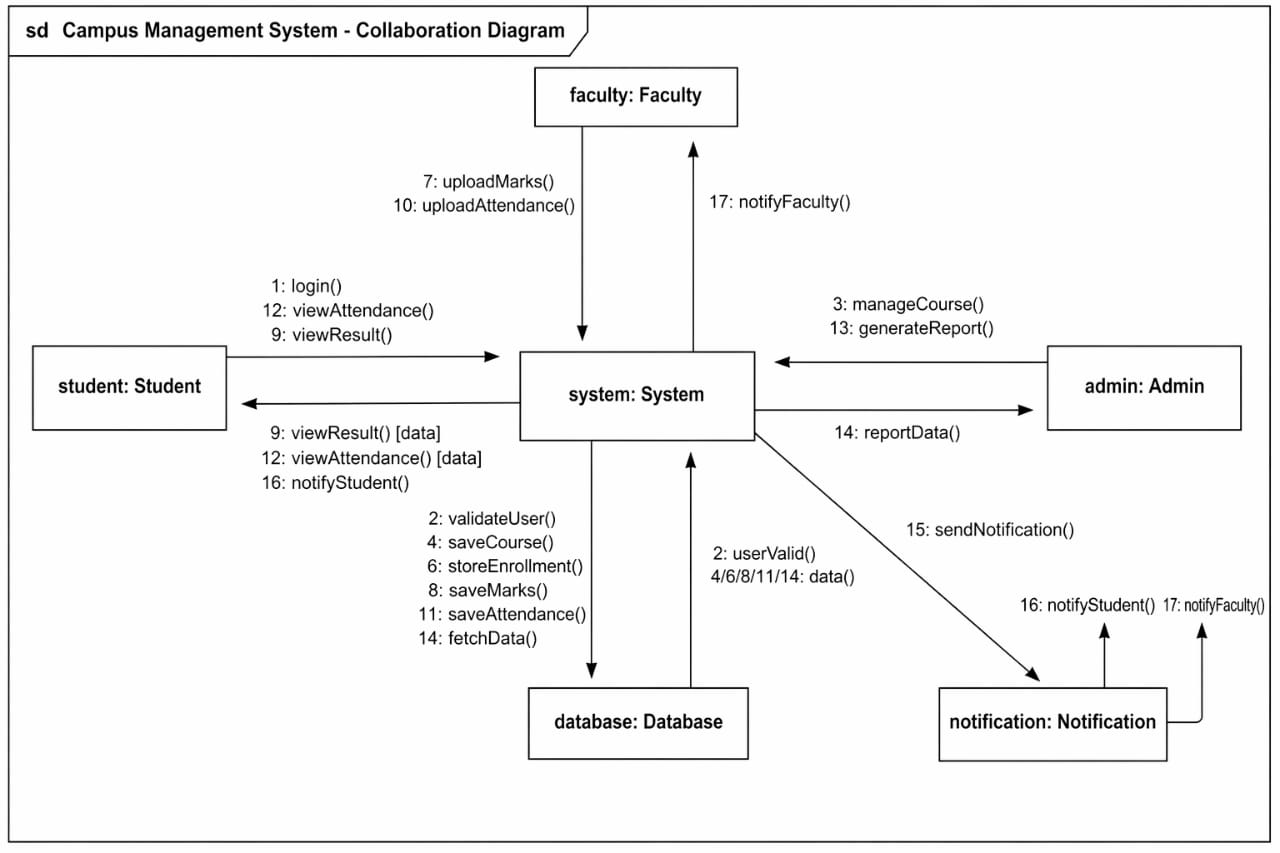 sd Campus Management System - Collaboration Diagram
faculty: Faculty
7: uploadMarks()
10: uploadAttendance()
17: notifyFaculty()
1: login()
12: viewAttendance()
9: viewResult()
3: manageCourse()
13: generateReport()
student: Student
system: System
admin: Admin
9: viewResult() [data]
12: viewAttendance() [data]
16: notifyStudent()
14: reportData()
2: validateUser()
4: saveCourse()
6: storeEnrollment()
8: saveMarks()
11: saveAttendance()
14: fetchData()
2: userValid()
4/6/8/11/14: data()
15: sendNotification()
16: notifyStudent()
17: notifyFaculty()
database: Database
notification: Notification